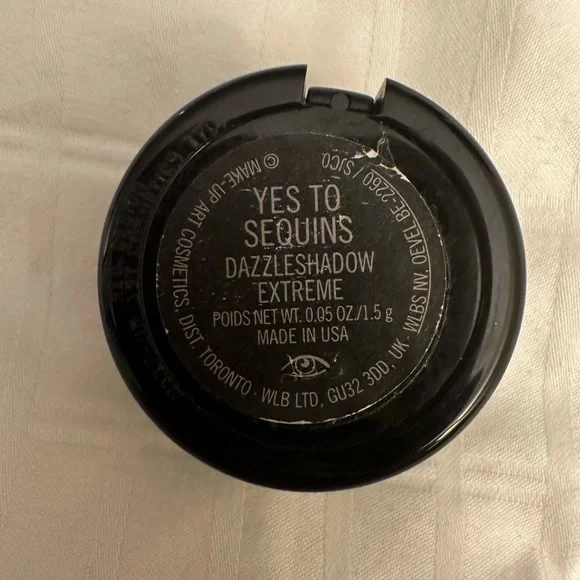 YES TO
SEQUINS
DAZZLESHADOW
EXTREME
POIDS NET WT. 0.05 OZ./1.5 g
MADE IN USA
© MAKE-UP ART COSMETICS, DIST. TORONTO · WLB LTD, GU32 3DD, UK · WLBS NV, OEVEL BE-2260 / SJCO